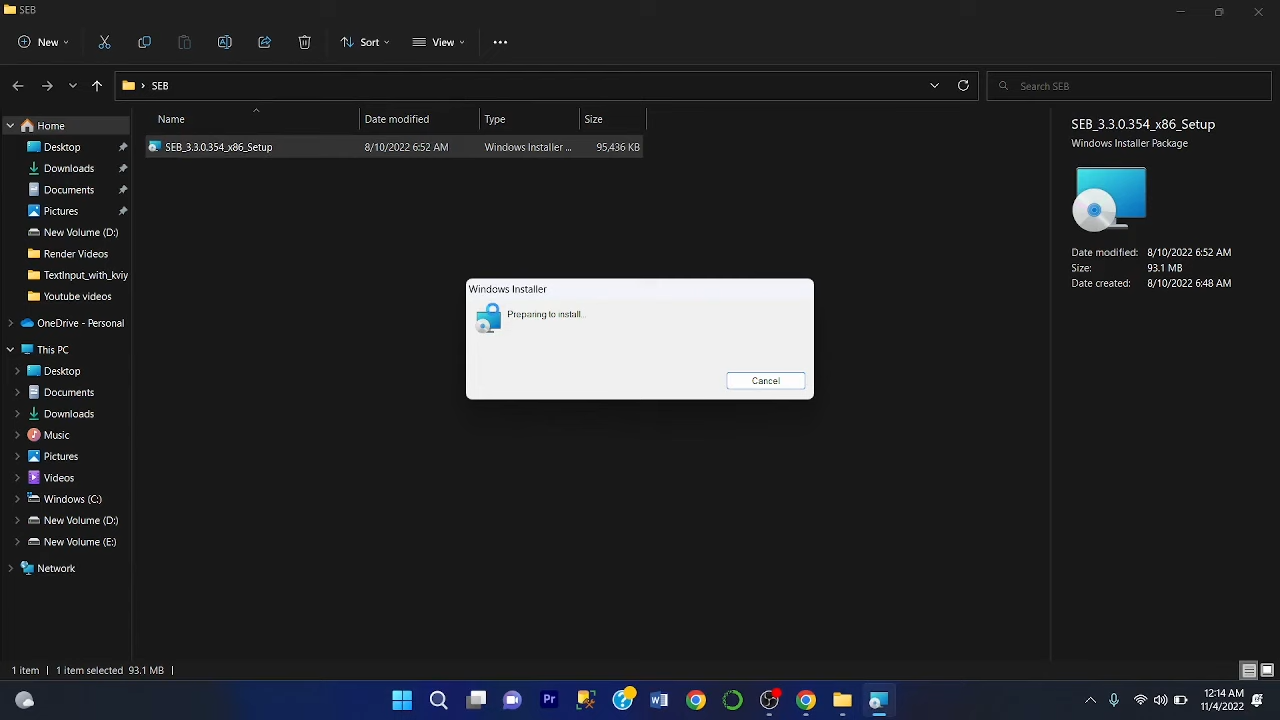 SEB
New
Sort
View
SEB
Search SEB
Name
Date modified
Type
Size
SEB_3.3.0.354_x86_Setup
8/10/2022 6:52 AM
Windows Installer ...
95,436 KB
Home
Desktop
Downloads
Documents
Pictures
New Volume (D:)
Render Videos
TextInput_with_kviy
Youtube videos
OneDrive - Personal
This PC
Desktop
Documents
Downloads
Music
Pictures
Videos
Windows (C:)
New Volume (D:)
New Volume (E:)
Network
Windows Installer
Preparing to install...
Cancel
SEB_3.3.0.354_x86_Setup
Windows Installer Package
Date modified: 8/10/2022 6:52 AM
Size: 93.1 MB
Date created: 8/10/2022 6:48 AM
1 item
1 item selected 93.1 MB
Pr
12:14 AM
11/4/2022